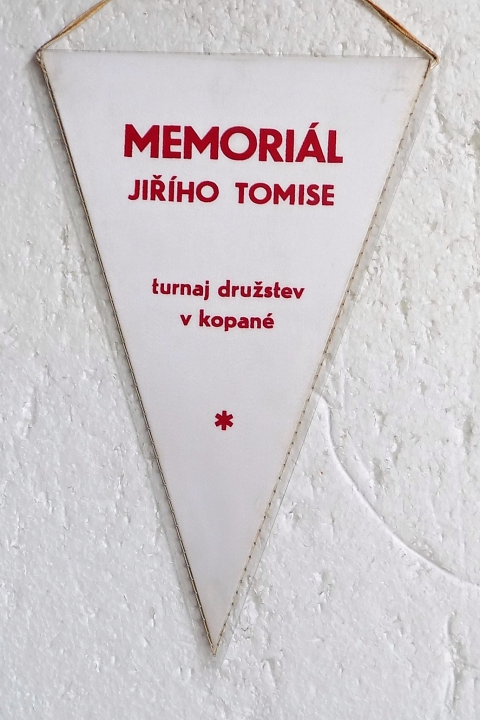 MEMORIÁL
JIŘÍHO TOMISE
turnaj družstev
v kopané
*